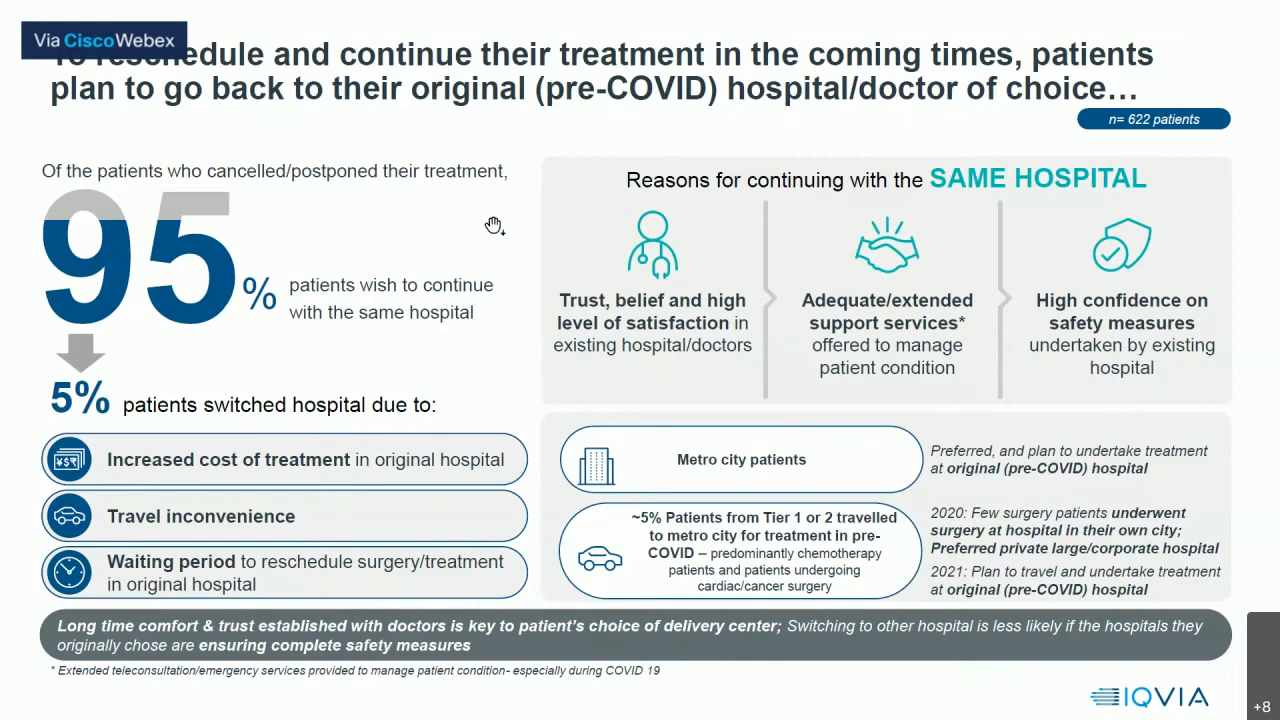 Via CiscoWebex
reschedule and continue their treatment in the coming times, patients
plan to go back to their original (pre-COVID) hospital/doctor of choice…
n= 622 patients
Of the patients who cancelled/postponed their treatment,
95% patients wish to continue
with the same hospital
5% patients switched hospital due to:
¥$₹
Increased cost of treatment in original hospital
Travel inconvenience
Waiting period to reschedule surgery/treatment
in original hospital
Reasons for continuing with the SAME HOSPITAL
Trust, belief and high
level of satisfaction in
existing hospital/doctors
Adequate/extended
support services*
offered to manage
patient condition
High confidence on
safety measures
undertaken by existing
hospital
Metro city patients
Preferred, and plan to undertake treatment
at original (pre-COVID) hospital
~5% Patients from Tier 1 or 2 travelled
to metro city for treatment in pre-
COVID – predominantly chemotherapy
patients and patients undergoing
cardiac/cancer surgery
2020: Few surgery patients underwent
surgery at hospital in their own city;
Preferred private large/corporate hospital
2021: Plan to travel and undertake treatment
at original (pre-COVID) hospital
Long time comfort & trust established with doctors is key to patient's choice of delivery center; Switching to other hospital is less likely if the hospitals they
originally chose are ensuring complete safety measures
* Extended teleconsultation/emergency services provided to manage patient condition- especially during COVID 19
IQVIA
+8